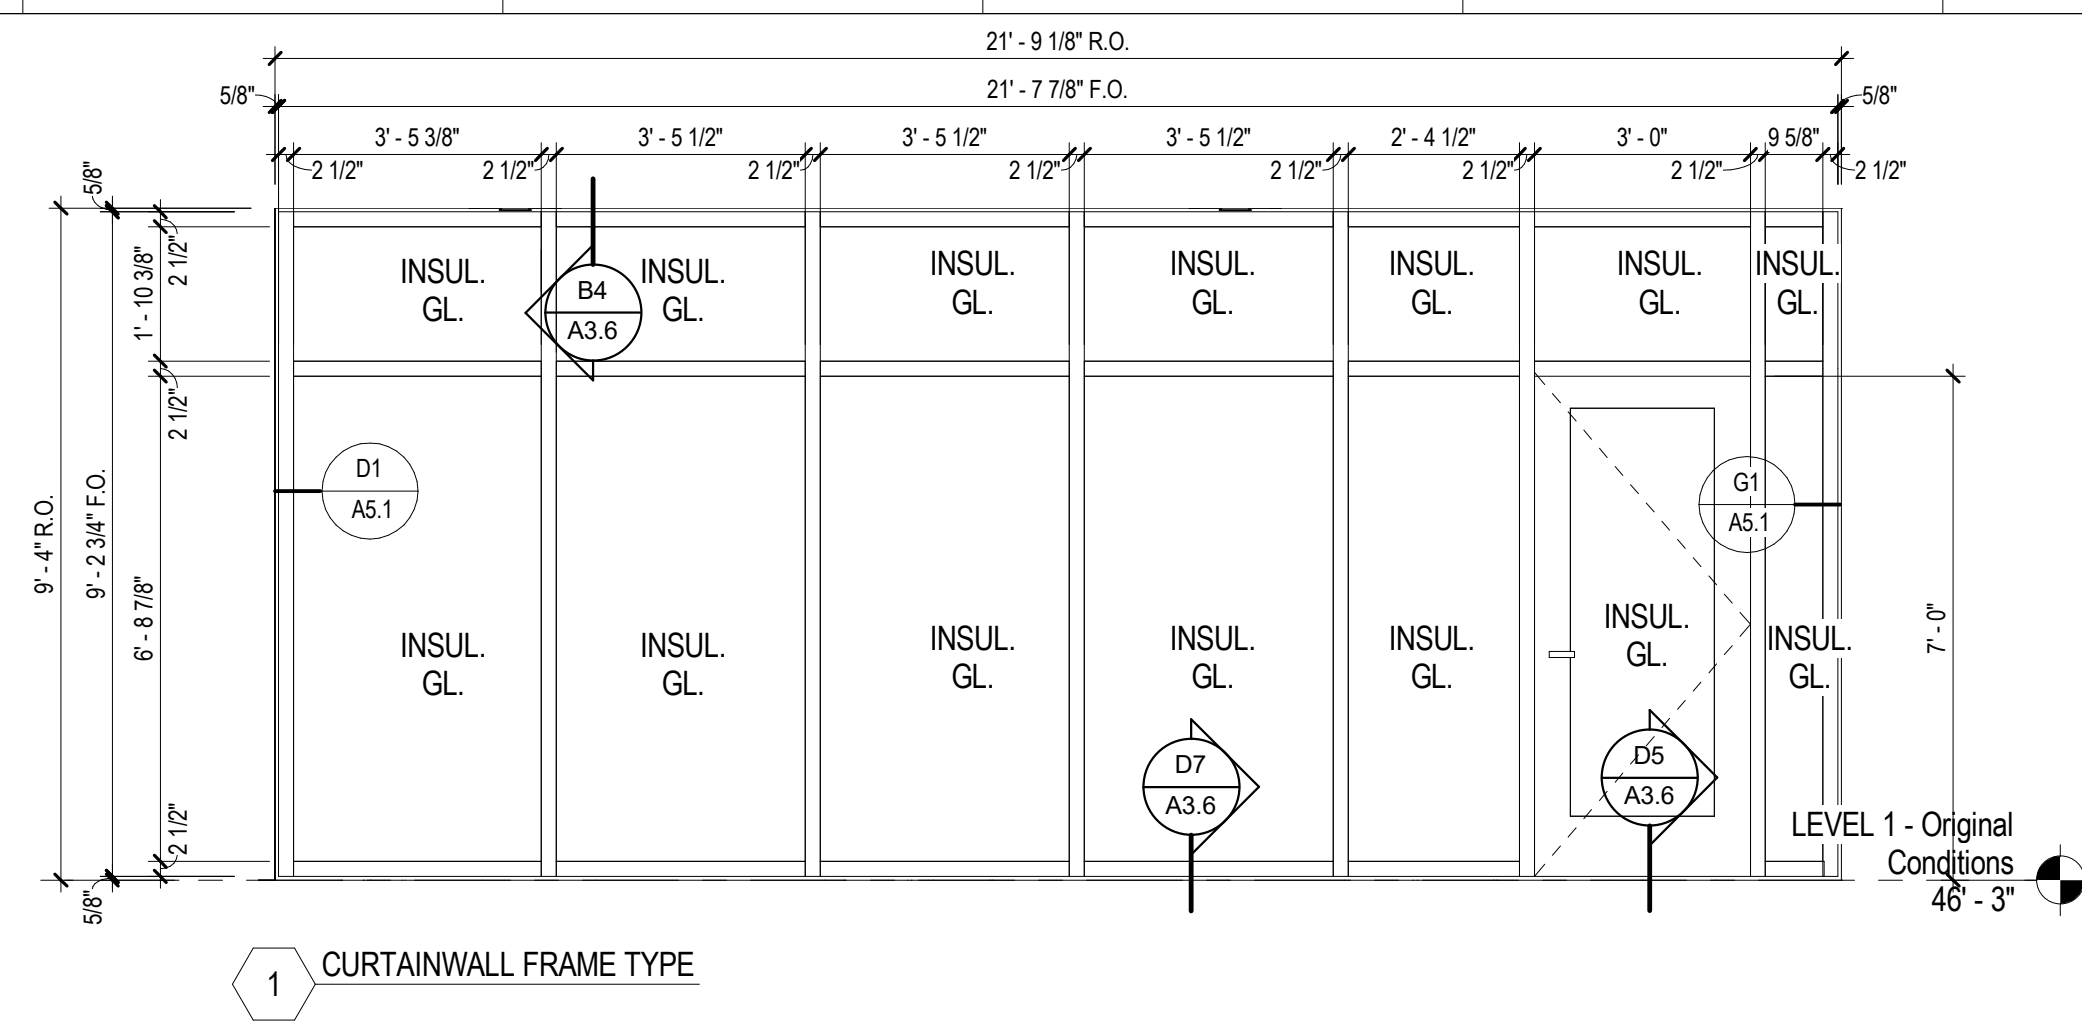 21' - 9 1/8" R.O.
21' - 7 7/8" F.O.
5/8"
5/8"
3' - 5 3/8"
3' - 5 1/2"
3' - 5 1/2"
3' - 5 1/2"
2' - 4 1/2"
3' - 0"
9 5/8"
2 1/2"
2 1/2"
2 1/2"
2 1/2"
2 1/2"
2 1/2"
2 1/2"
2 1/2"
5/8"
2 1/2"
1' - 10 3/8"
2 1/2"
9' - 4" R.O.
9' - 2 3/4" F.O.
6' - 8 7/8"
2 1/2"
5/8"
INSUL.
GL.
B4
A3.6
INSUL.
GL.
INSUL.
GL.
INSUL.
GL.
INSUL.
GL.
INSUL.
GL.
INSUL.
GL.
D1
A5.1
G1
A5.1
INSUL.
GL.
INSUL.
GL.
INSUL.
GL.
INSUL.
GL.
INSUL.
GL.
INSUL.
GL.
INSUL.
GL.
7' - 0"
D7
A3.6
D5
A3.6
LEVEL 1 - Original
Conditions
46' - 3"
1
CURTAINWALL FRAME TYPE